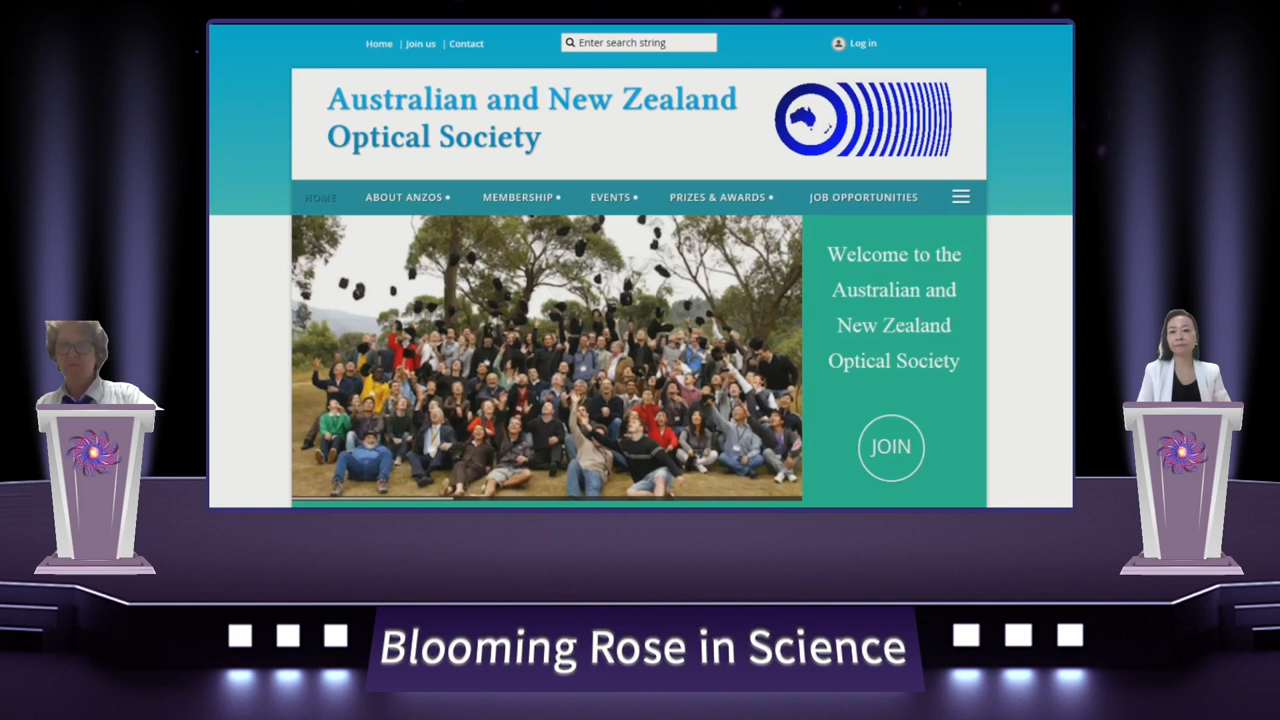 Home | Join us | Contact
Enter search string
Log in
Australian and New Zealand
Optical Society
HOME
ABOUT ANZOS
MEMBERSHIP
EVENTS
PRIZES & AWARDS
JOB OPPORTUNITIES
Welcome to the
Australian and
New Zealand
Optical Society
JOIN
Blooming Rose in Science